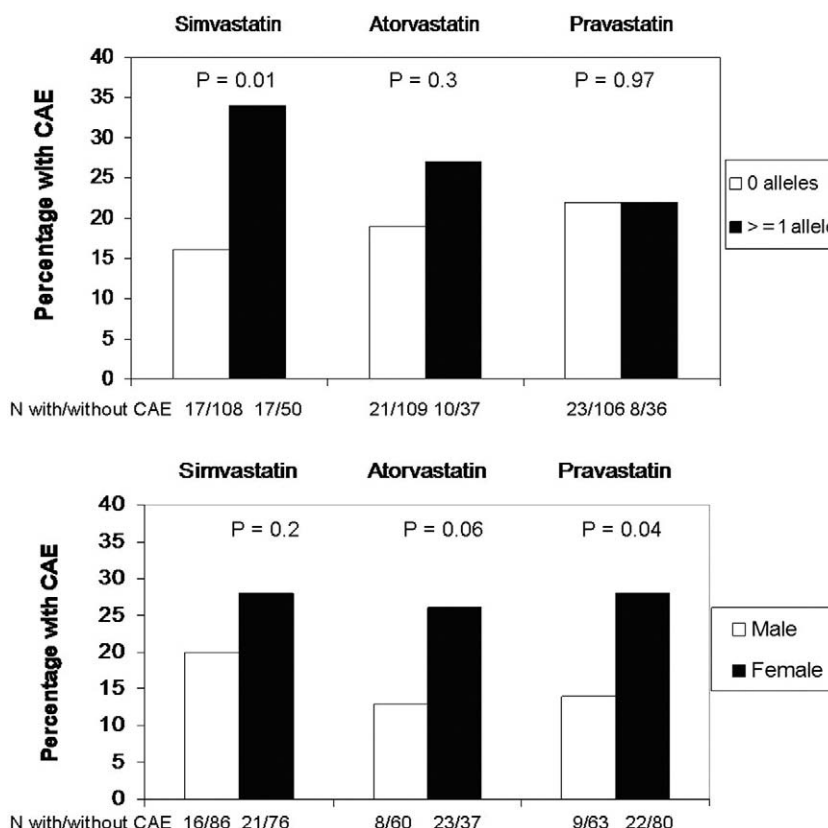 Simvastatin Atorvastatin Pravastatin
40
P = 0.01 P = 0.3 P = 0.97
35
30
25
20
15
10
5
0
Percentage with CAE
0 alleles
> = 1 allele
N with/without CAE 17/108 17/50 21/109 10/37 23/106 8/36
Simvastatin Atorvastatin Pravastatin
40
P = 0.2 P = 0.06 P = 0.04
35
30
25
20
15
10
5
0
Percentage with CAE
Male
Female
N with/without CAE 16/86 21/76 8/60 23/37 9/63 22/80